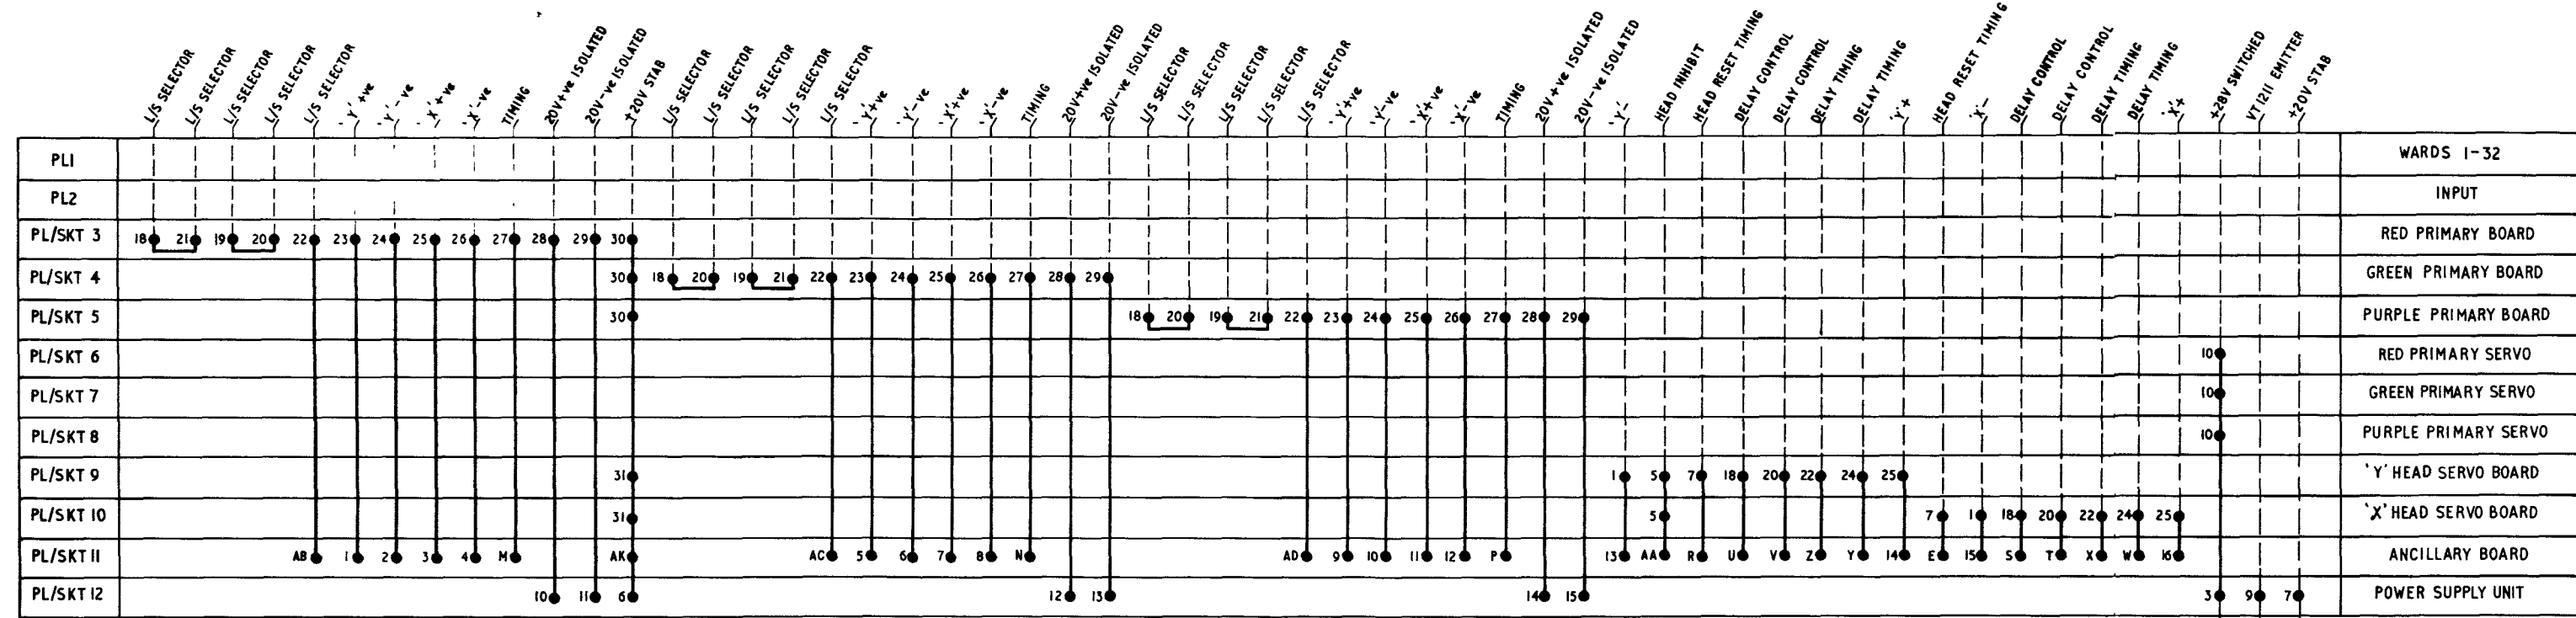 L/S SELECTOR
L/S SELECTOR
L/S SELECTOR
L/S SELECTOR
L/S SELECTOR
'Y' +ve
'Y' -ve
'X' +ve
'X' -ve
TIMING
20V +ve ISOLATED
20V -ve ISOLATED
+20V STAB
L/S SELECTOR
L/S SELECTOR
L/S SELECTOR
L/S SELECTOR
L/S SELECTOR
'Y' +ve
'Y' -ve
'X' +ve
'X' -ve
TIMING
20V +ve ISOLATED
20V -ve ISOLATED
L/S SELECTOR
L/S SELECTOR
L/S SELECTOR
L/S SELECTOR
L/S SELECTOR
'Y' +ve
'Y' -ve
'X' +ve
'X' -ve
TIMING
20V +ve ISOLATED
20V -ve ISOLATED
'Y' -
HEAD INHIBIT
HEAD RESET TIMING
DELAY CONTROL
DELAY CONTROL
DELAY TIMING
DELAY TIMING
'Y' +
HEAD RESET TIMING
'X' -
DELAY CONTROL
DELAY CONTROL
DELAY TIMING
DELAY TIMING
'X' +
+28V SWITCHED
VT 1211 EMITTER
+20V STAB
PL1 WARDS 1-32
PL2 INPUT
PL/SKT 3 18 21 19 20 22 23 24 25 26 27 28 29 30 RED PRIMARY BOARD
PL/SKT 4 30 18 20 19 21 22 23 24 25 26 27 28 29 GREEN PRIMARY BOARD
PL/SKT 5 30 18 20 19 21 22 23 24 25 26 27 28 29 PURPLE PRIMARY BOARD
PL/SKT 6 10 RED PRIMARY SERVO
PL/SKT 7 10 GREEN PRIMARY SERVO
PL/SKT 8 10 PURPLE PRIMARY SERVO
PL/SKT 9 31 1 5 7 18 20 22 24 25 'Y' HEAD SERVO BOARD
PL/SKT 10 31 5 7 1 18 20 22 24 25 'X' HEAD SERVO BOARD
PL/SKT 11 AB 1 2 3 4 M AK AC 5 6 7 8 N AD 9 10 11 12 P 13 AA R U V Z Y 14 E 15 S T X W 16 ANCILLARY BOARD
PL/SKT 12 10 11 6 12 13 14 15 3 9 7 POWER SUPPLY UNIT